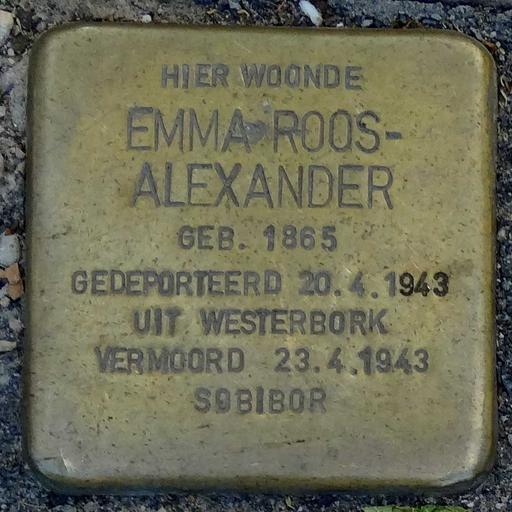 HIER WOONDE
EMMA ROOS-
ALEXANDER
GEB. 1865
GEDEPORTEERD 20.4.1943
UIT WESTERBORK
VERMOORD 23.4.1943
SOBIBOR